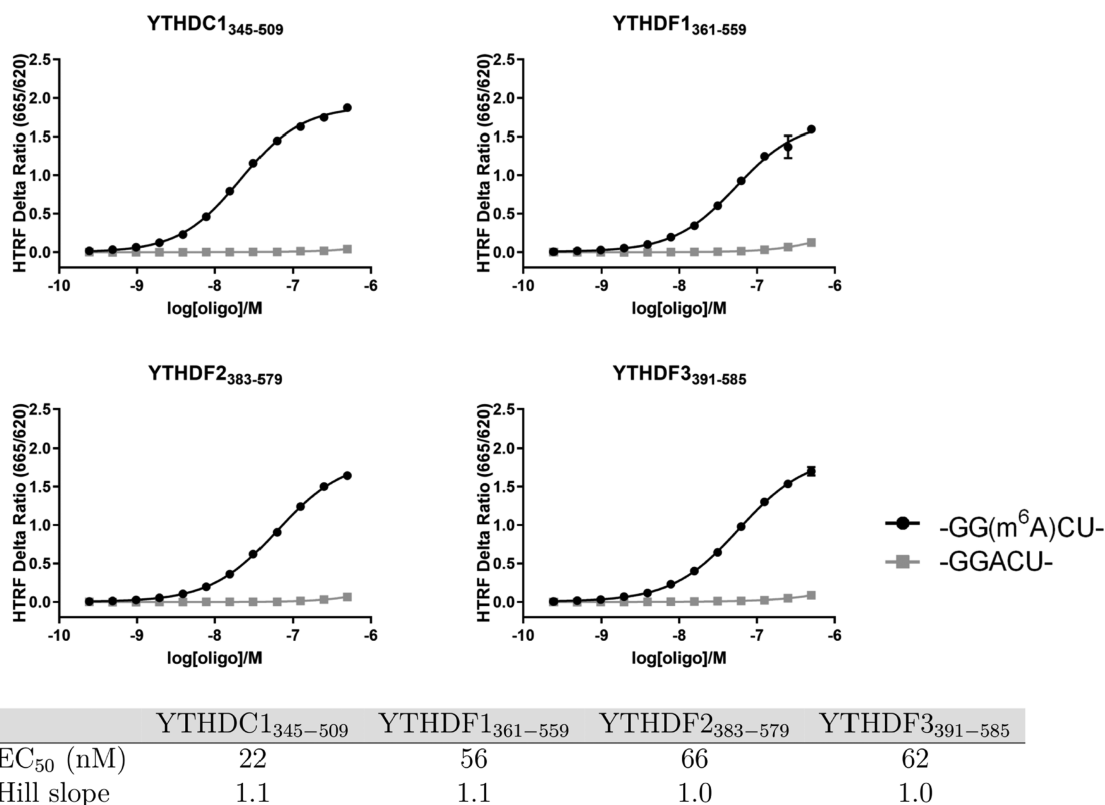 YTHDC1345-509
YTHDF1361-559
HTRF Delta Ratio (665/620)
2.5
2.0
1.5
1.0
0.5
0.0
-10 -9 -8 -7 -6
log[oligo]/M
HTRF Delta Ratio (665/620)
2.5
2.0
1.5
1.0
0.5
0.0
-10 -9 -8 -7 -6
log[oligo]/M
YTHDF2383-579
YTHDF3391-585
HTRF Delta Ratio (665/620)
2.5
2.0
1.5
1.0
0.5
0.0
-10 -9 -8 -7 -6
log[oligo]/M
HTRF Delta Ratio (665/620)
2.5
2.0
1.5
1.0
0.5
0.0
-10 -9 -8 -7 -6
log[oligo]/M
-GG(m6A)CU-
-GGACU-
YTHDC1345−509 YTHDF1361−559 YTHDF2383−579 YTHDF3391−585
EC50 (nM) 22 56 66 62
Hill slope 1.1 1.1 1.0 1.0